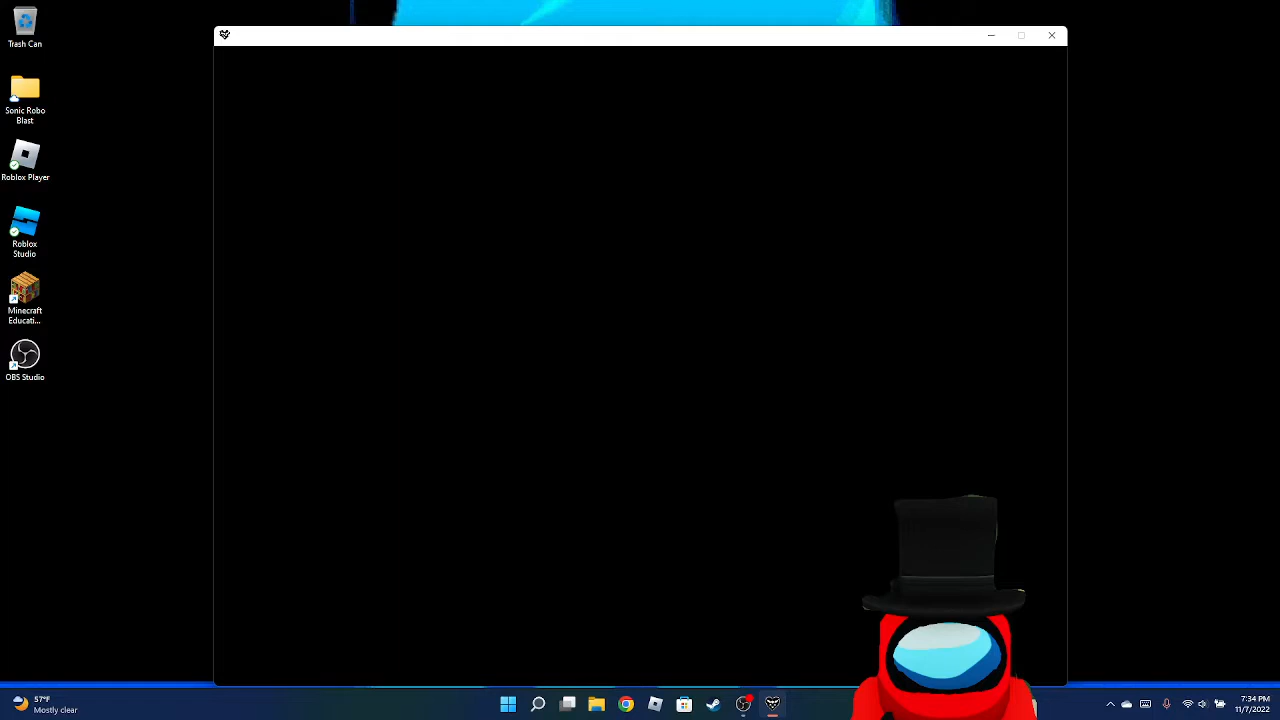 Trash Can
Sonic Robo
Blast
Roblox Player
Roblox
Studio
Minecraft
Educati...
OBS Studio
57°F
Mostly clear
7:34 PM
11/7/2022